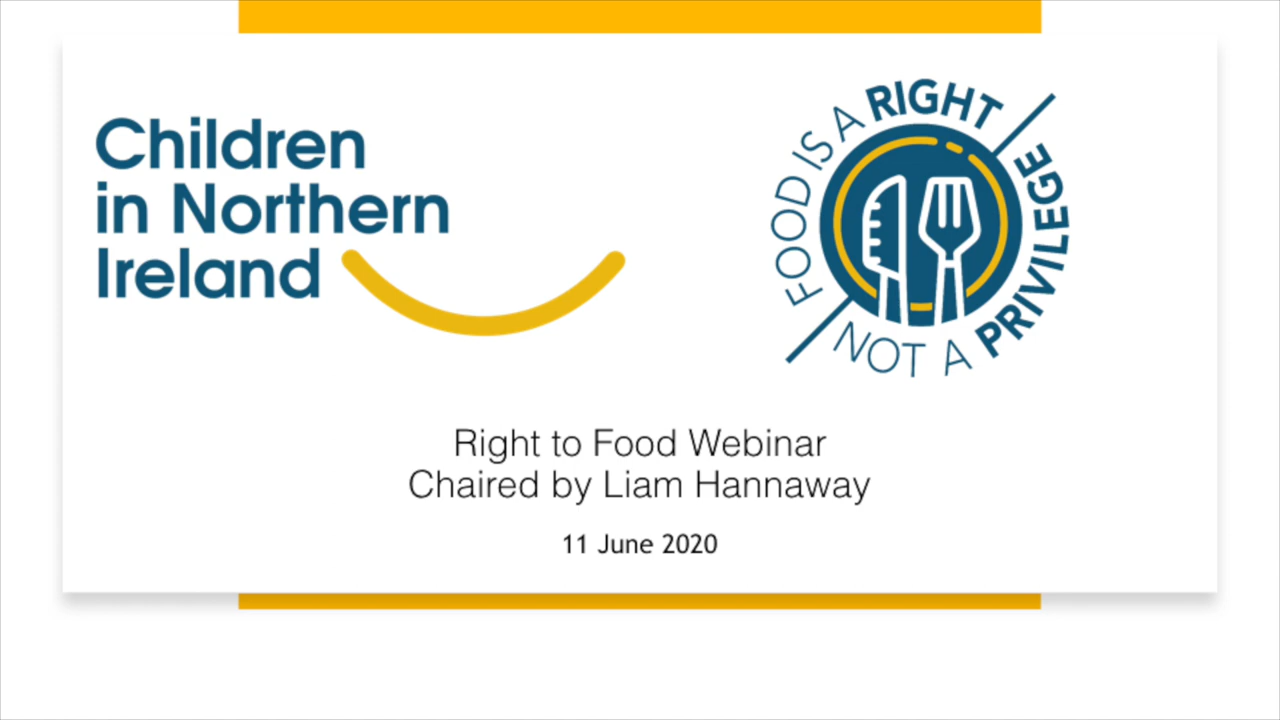 Children
in Northern
Ireland
FOOD IS A RIGHT
NOT A PRIVILEGE
Right to Food Webinar
Chaired by Liam Hannaway
11 June 2020